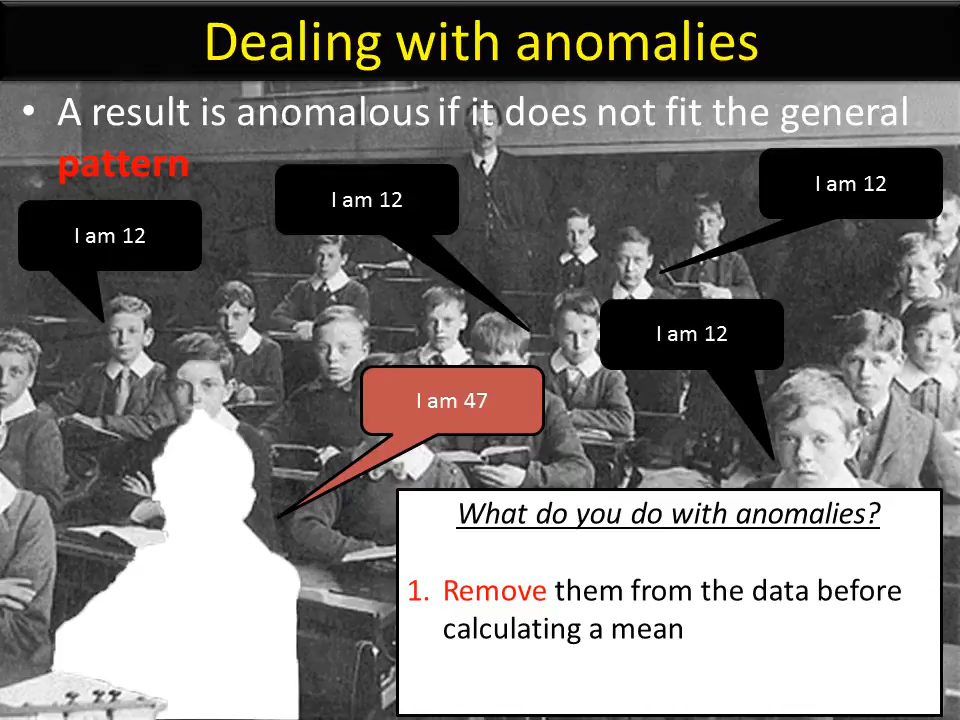 Dealing with anomalies
• A result is anomalous if it does not fit the general
pattern
I am 12
I am 12
I am 12
I am 12
I am 47
What do you do with anomalies?
1. Remove them from the data before
calculating a mean